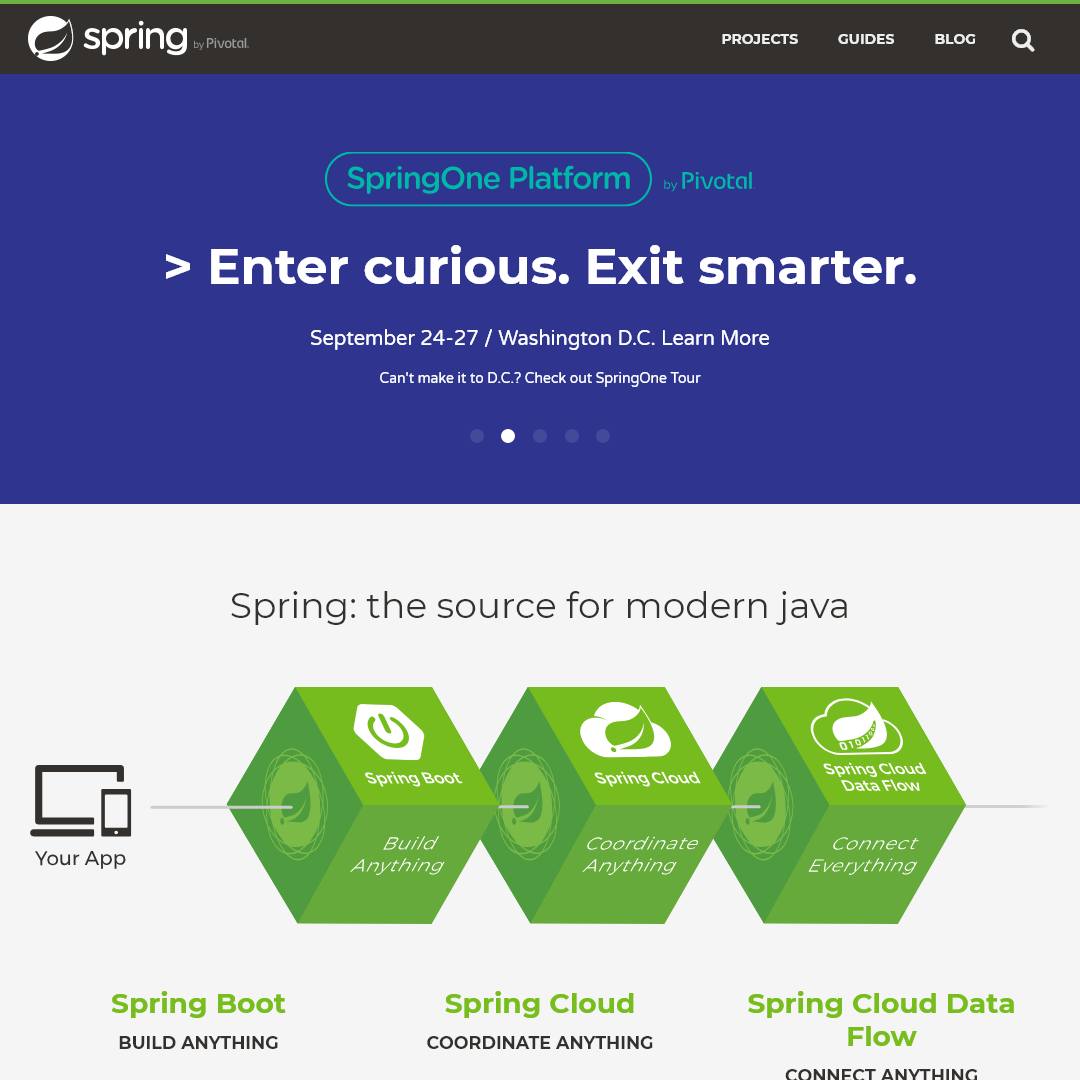 spring by Pivotal.
PROJECTS GUIDES BLOG
SpringOne Platform by Pivotal
> Enter curious. Exit smarter.
September 24-27 / Washington D.C. Learn More
Can't make it to D.C.? Check out SpringOne Tour
Spring: the source for modern java
Your App
Spring Boot
Build
Anything
Spring Cloud
Coordinate
Anything
Spring Cloud
Data Flow
Connect
Everything
Spring Boot
BUILD ANYTHING
Spring Cloud
COORDINATE ANYTHING
Spring Cloud Data
Flow
CONNECT ANYTHING